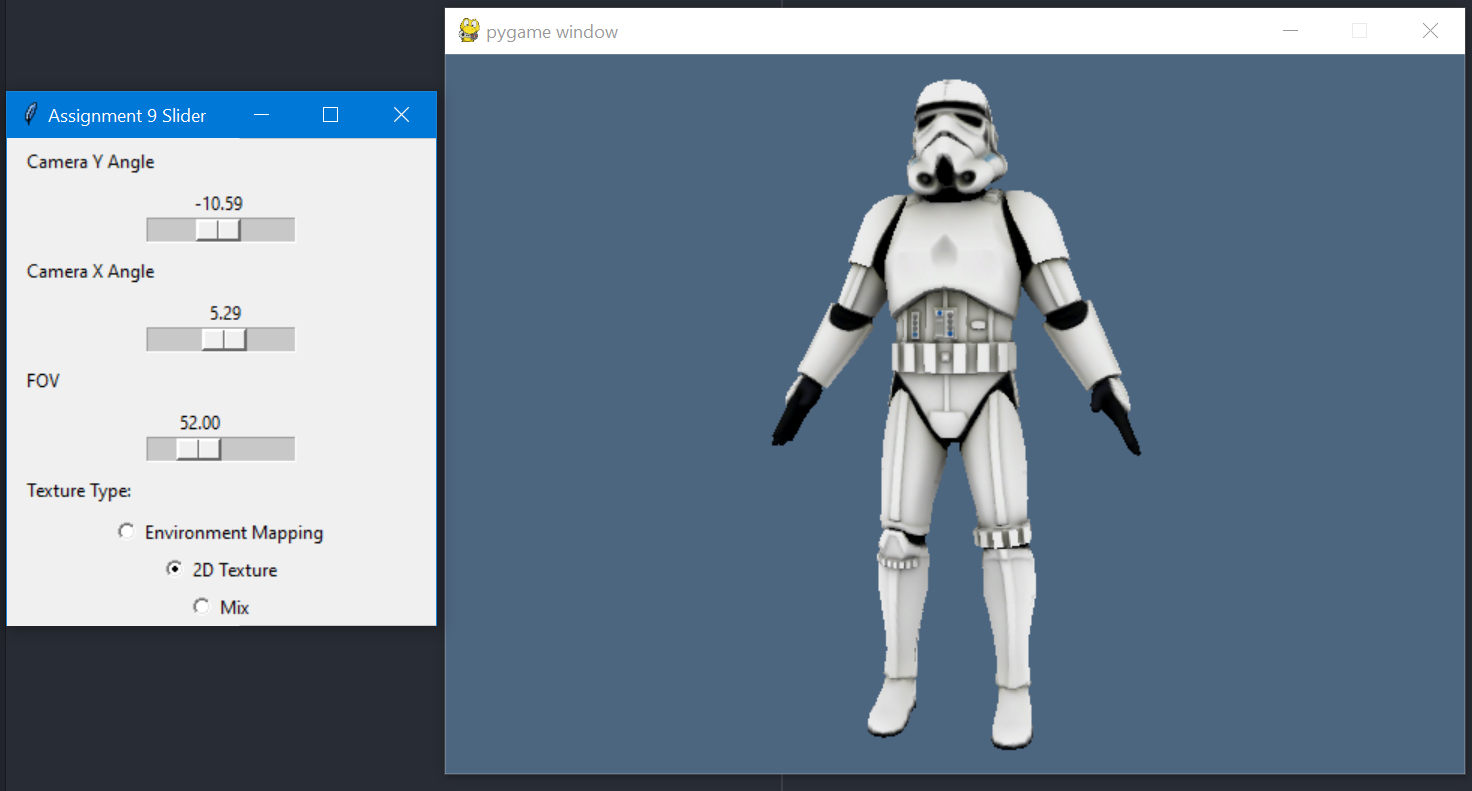 pygame window
Assignment 9 Slider
Camera Y Angle
-10.59
Camera X Angle
5.29
FOV
52.00
Texture Type:
Environment Mapping
2D Texture
Mix